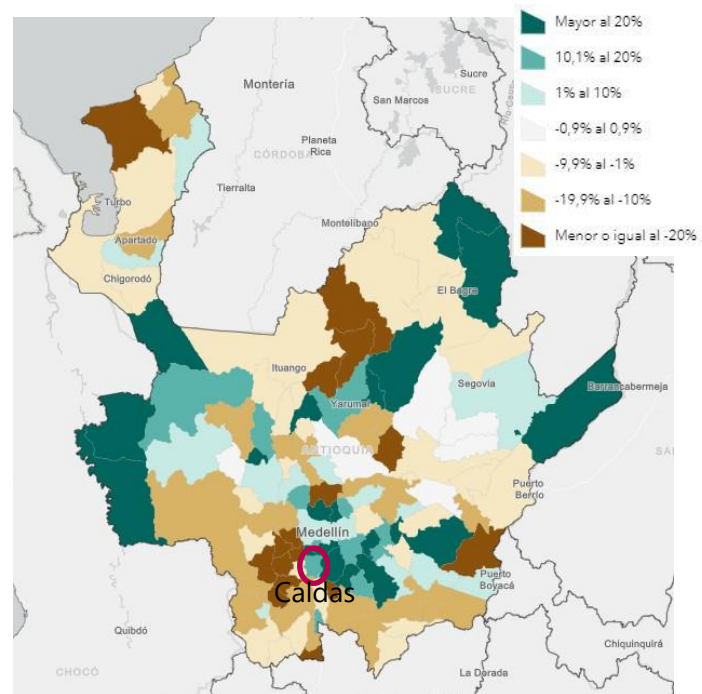 Mayor al 20%
10,1% al 20%
1% al 10%
-0,9% al 0,9%
-9,9% al -1%
-19,9% al -10%
Menor o igual al -20%
Montería
Sucre
SUCRE
San Marcos
Planeta
Rica
CÓRDOBA
Tierralta
Turbo
Montelíbano
Apartadó
Chigorodó
El Bagre
Ituango
Segovia
Barrancabermeja
Yarumal
ANTIOQUIA
Puerto
Berrío
Medellín
Caldas
Puerto
Boyacá
Quibdó
Chiquinquirá
CHOCÓ
La Dorada